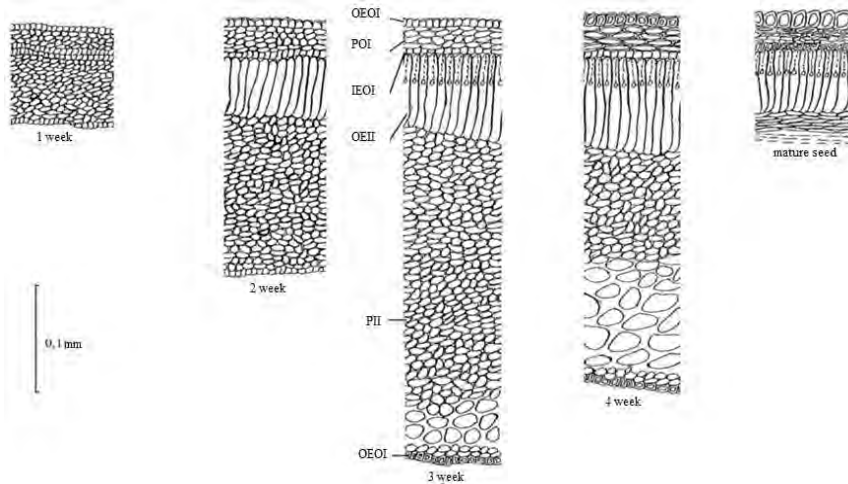 OEOI
POI
IEOI
OEII
PII
OEOI
1 week
2 week
3 week
4 week
mature seed
0,1 mm